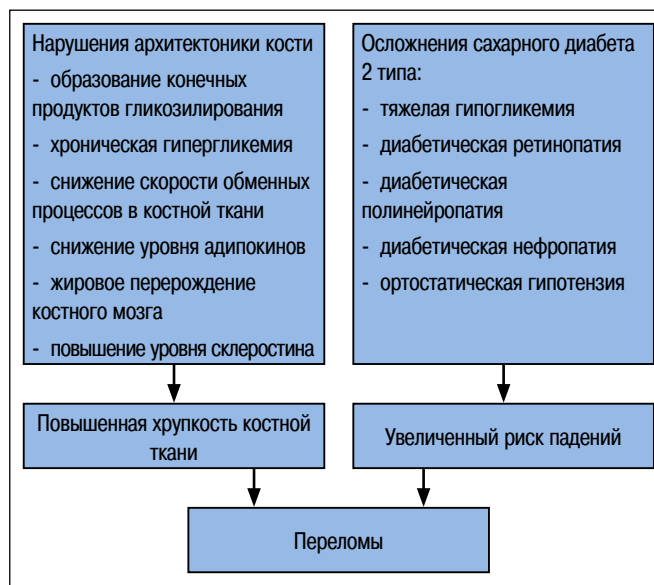 Нарушения архитектоники кости
- образование конечных
продуктов гликозилирования
- хроническая гипергликемия
- снижение скорости обменных
процессов в костной ткани
- снижение уровня адипокинов
- жировое перерождение
костного мозга
- повышение уровня склеростина
Осложнения сахарного диабета
2 типа:
- тяжелая гипогликемия
- диабетическая ретинопатия
- диабетическая
полинейропатия
- диабетическая нефропатия
- ортостатическая гипотензия
Повышенная хрупкость костной
ткани
Увеличенный риск падений
Переломы